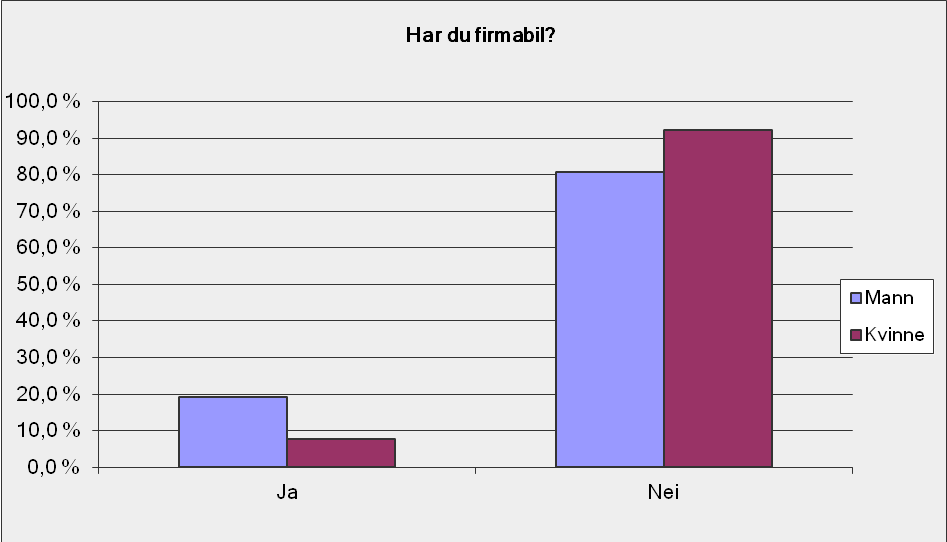 Har du firmabil?
100,0 %
90,0 %
80,0 %
70,0 %
60,0 %
50,0 %
40,0 %
30,0 %
20,0 %
10,0 %
0,0 %
Ja
Nei
Mann
Kvinne